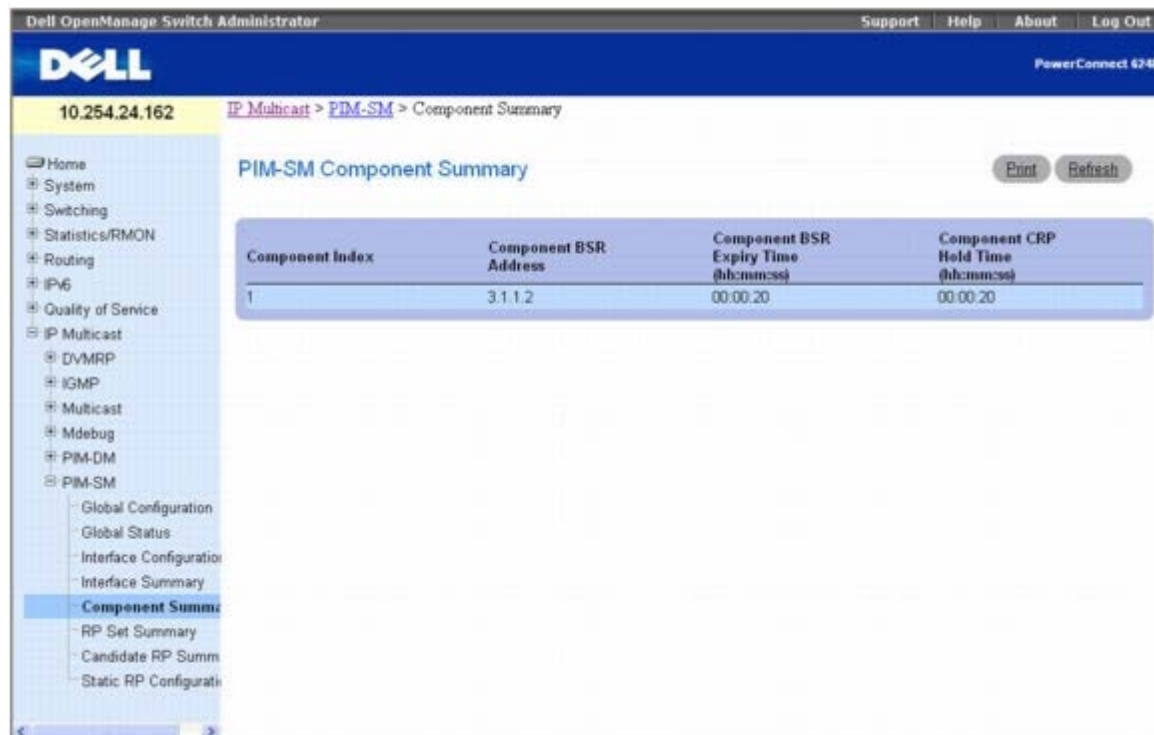 Dell OpenManage Switch Administrator
Support Help About Log Out
DELL
PowerConnect 624
10.254.24.162
IP Multicast > PIM-SM > Component Summary
Home
System
Switching
Statistics/RMON
Routing
IPv6
Quality of Service
IP Multicast
DVMRP
IGMP
Multicast
Mdebug
PIM-DM
PIM-SM
Global Configuration
Global Status
Interface Configuration
Interface Summary
Component Summa
RP Set Summary
Candidate RP Summ
Static RP Configurati
PIM-SM Component Summary
Print Refresh
Component Index
Component BSR
Address
Component BSR
Expiry Time
(hh:mm:ss)
Component CRP
Hold Time
(hh:mm:ss)
1 3.1.1.2 00:00:20 00:00:20